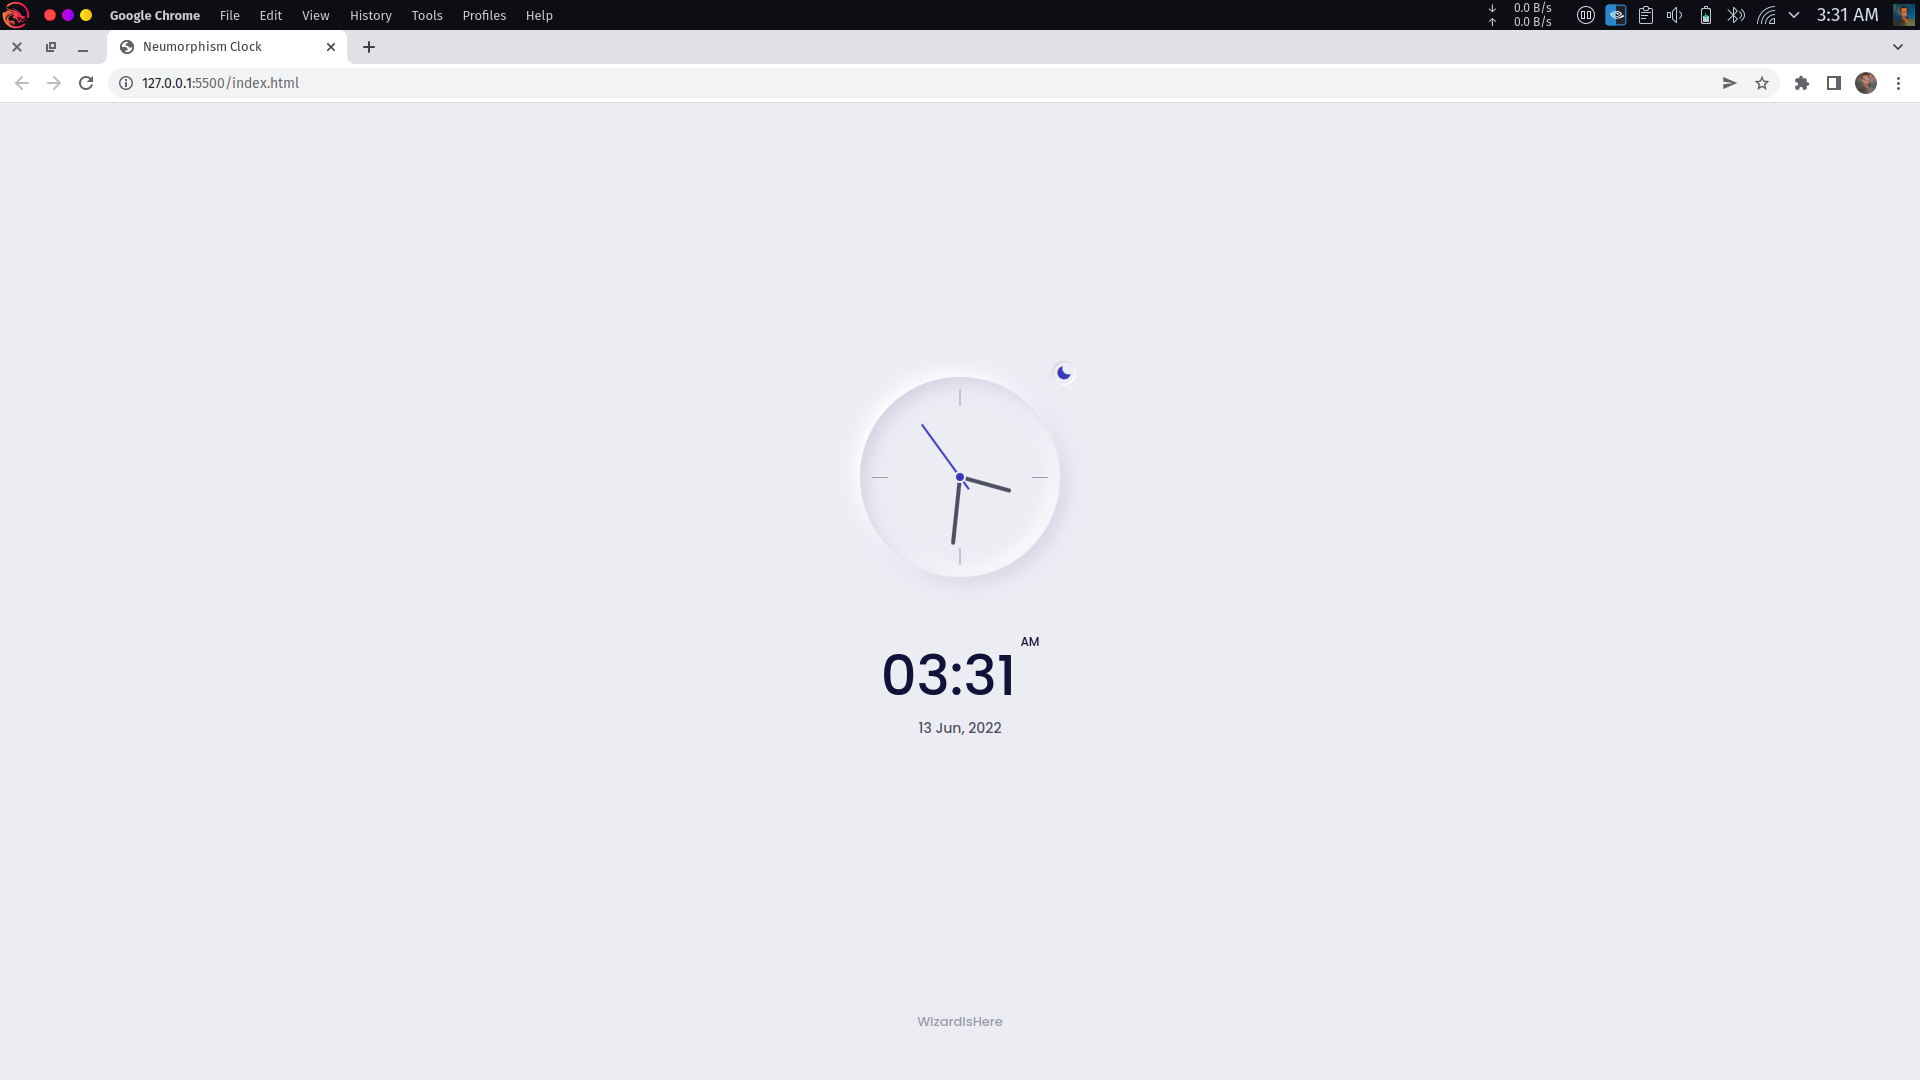 Google Chrome File Edit View History Tools Profiles Help
0.0 B/s
0.0 B/s
3:31 AM
Neumorphism Clock
127.0.0.1:5500/index.html
AM
03:31
13 Jun, 2022
WizardIsHere